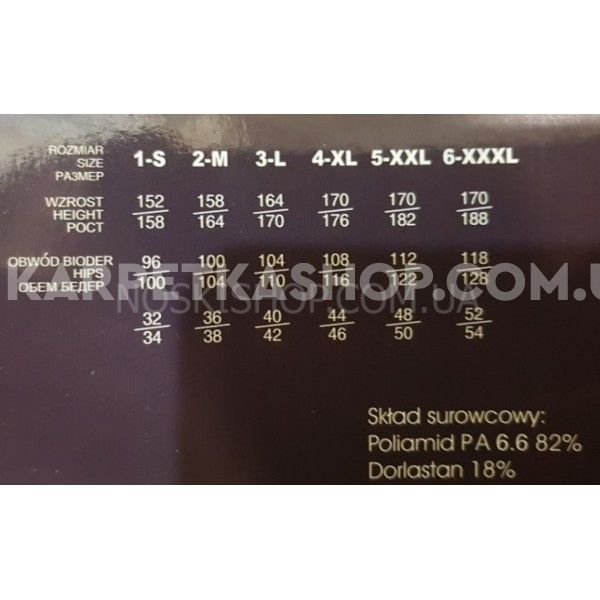 ROZMIAR
SIZE
РАЗМЕР
1-S 2-M 3-L 4-XL 5-XXL 6-XXXL
WZROST
HEIGHT
РОСТ
152 158 164 170 170 170
158 164 170 176 182 188
OBWÓD BIODER
HIPS
ОБЕМ БЕДЕР
96 100 104 108 112 118
100 104 110 116 122 128
KARPETKASHOP.COM.U
NOSKISHOP.COM.UA
32 36 40 44 48 52
34 38 42 46 50 54
Skład surowcowy:
Poliamid PA 6.6 82%
Dorlastan 18%